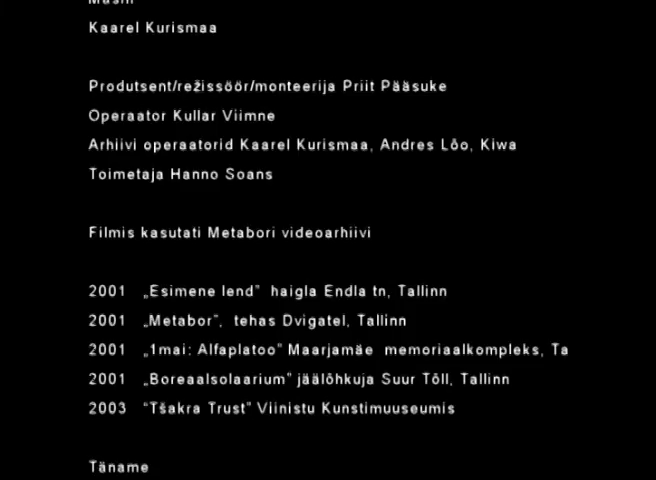 Masin
Kaarel Kurismaa
Produtsent/režissöör/monteerija Priit Pääsuke
Operaator Kullar Viimne
Arhiivi operaatorid Kaarel Kurismaa, Andres Lõo, Kiwa
Toimetaja Hanno Soans
Filmis kasutati Metabori videoarhiivi
2001 „Esimene lend” haigla Endla tn, Tallinn
2001 „Metabor”, tehas Dvigatel, Tallinn
2001 „1mai: Alfaplatoo” Maarjamäe memoriaalkompleks, Ta
2001 „Boreaalsolaarium” jäälõhkuja Suur Tõll, Tallinn
2003 “Tšakra Trust” Viinistu Kunstimuuseumis
Täname